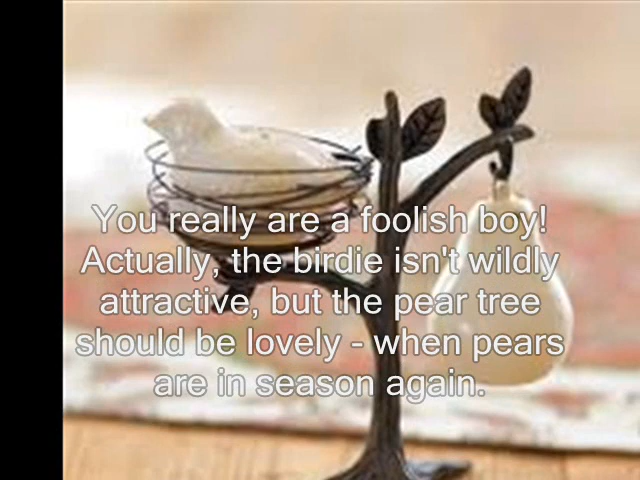 You really are a foolish boy!
Actually, the birdie isn't wildly
attractive, but the pear tree
should be lovely - when pears
are in season again.